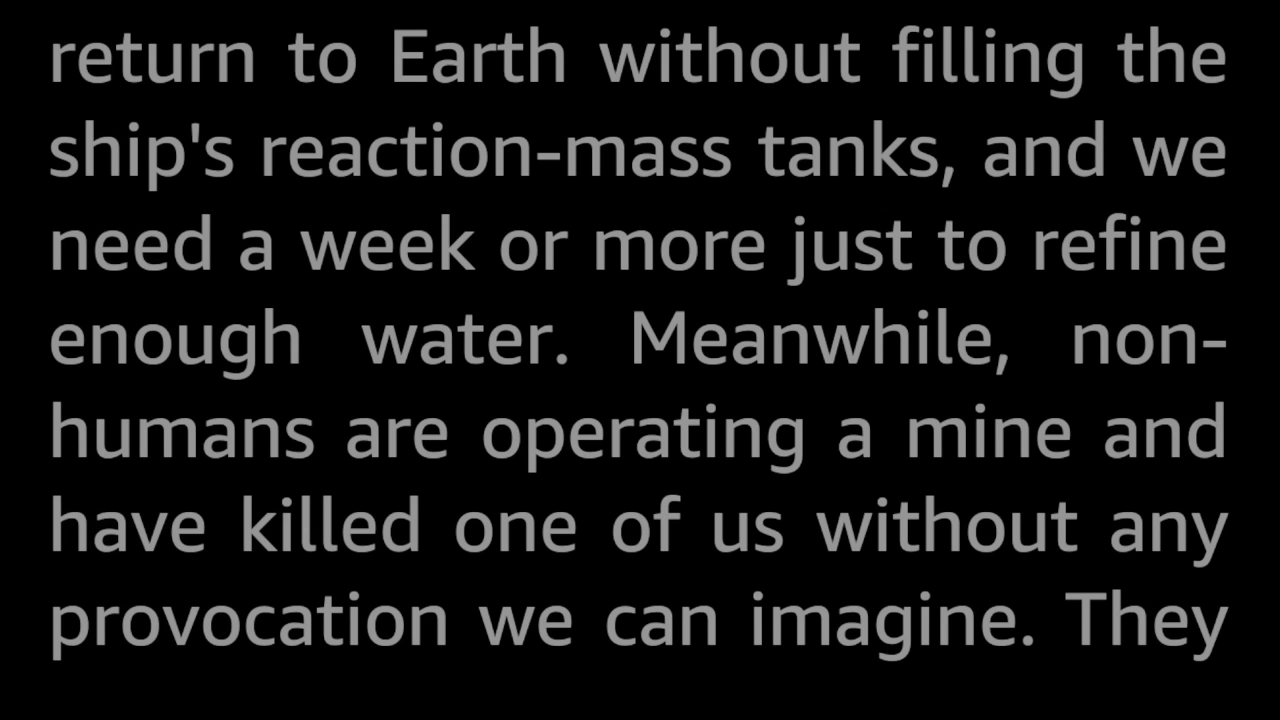 return to Earth without filling the
ship's reaction-mass tanks, and we
need a week or more just to refine
enough water. Meanwhile, non-
humans are operating a mine and
have killed one of us without any
provocation we can imagine. They